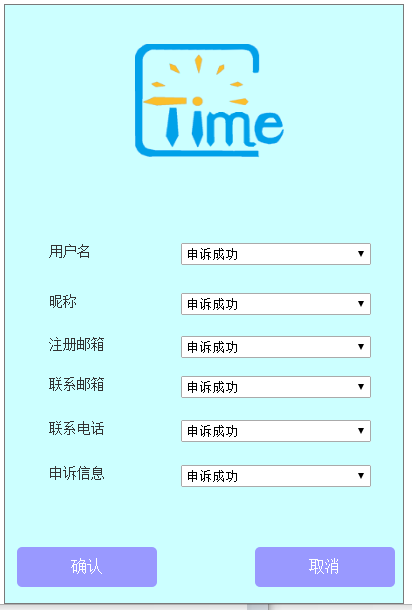 Time
用户名 申诉成功
昵称 申诉成功
注册邮箱 申诉成功
联系邮箱 申诉成功
联系电话 申诉成功
申诉信息 申诉成功
确认 取消